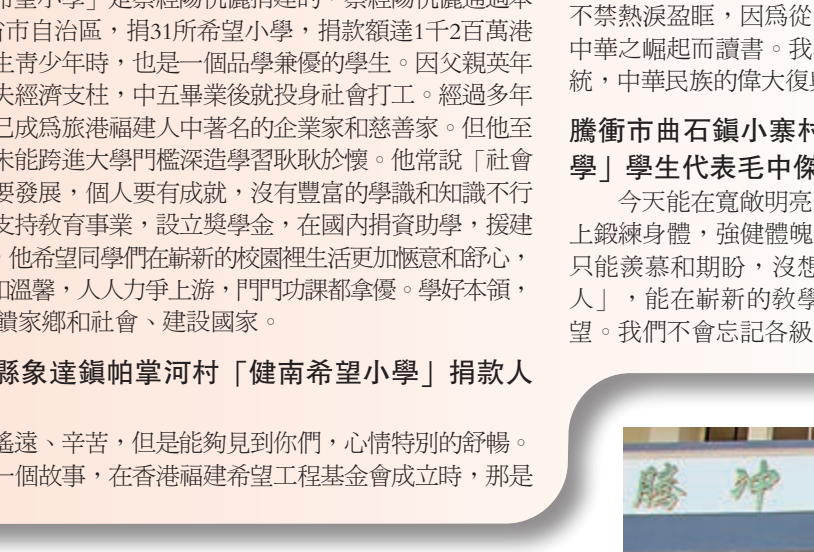 希望小學」是蔡經陽伉儷捐建的，蔡經陽伉儷通過本
省市自治區，捐31所希望小學，捐款額達1千2百萬港
生青少年時，也是一個品學兼優的學生。因父親英年
失經濟支柱，中五畢業後就投身社會打工。經過多年
已成爲旅港福建人中著名的企業家和慈善家。但他至
未能跨進大學門檻深造學習耿耿於懷。他常說「社會
要發展，個人要有成就，沒有豐富的學識和知識不行
支持教育事業，設立獎學金，在國內捐資助學，援建
。他希望同學們在嶄新的校園裡生活更加愜意和舒心，
和溫馨，人人力爭上游，門門功課都拿優。學好本領，
饋家鄉和社會、建設國家。
縣象達鎮帕掌河村「健南希望小學」捐款人
遙遠、辛苦，但是能夠見到你們，心情特別的舒暢。
一個故事，在香港福建希望工程基金會成立時，那是
不禁熱淚盈眶，因爲從
中華之崛起而讀書。我
統，中華民族的偉大復興
騰衝市曲石鎮小寨村
學」學生代表毛中傑
今天能在寬敞明亮
上鍛練身體，強健體魄
只能羨慕和期盼，沒想
人」，能在嶄新的教學
望。我們不會忘記各級
騰 沖